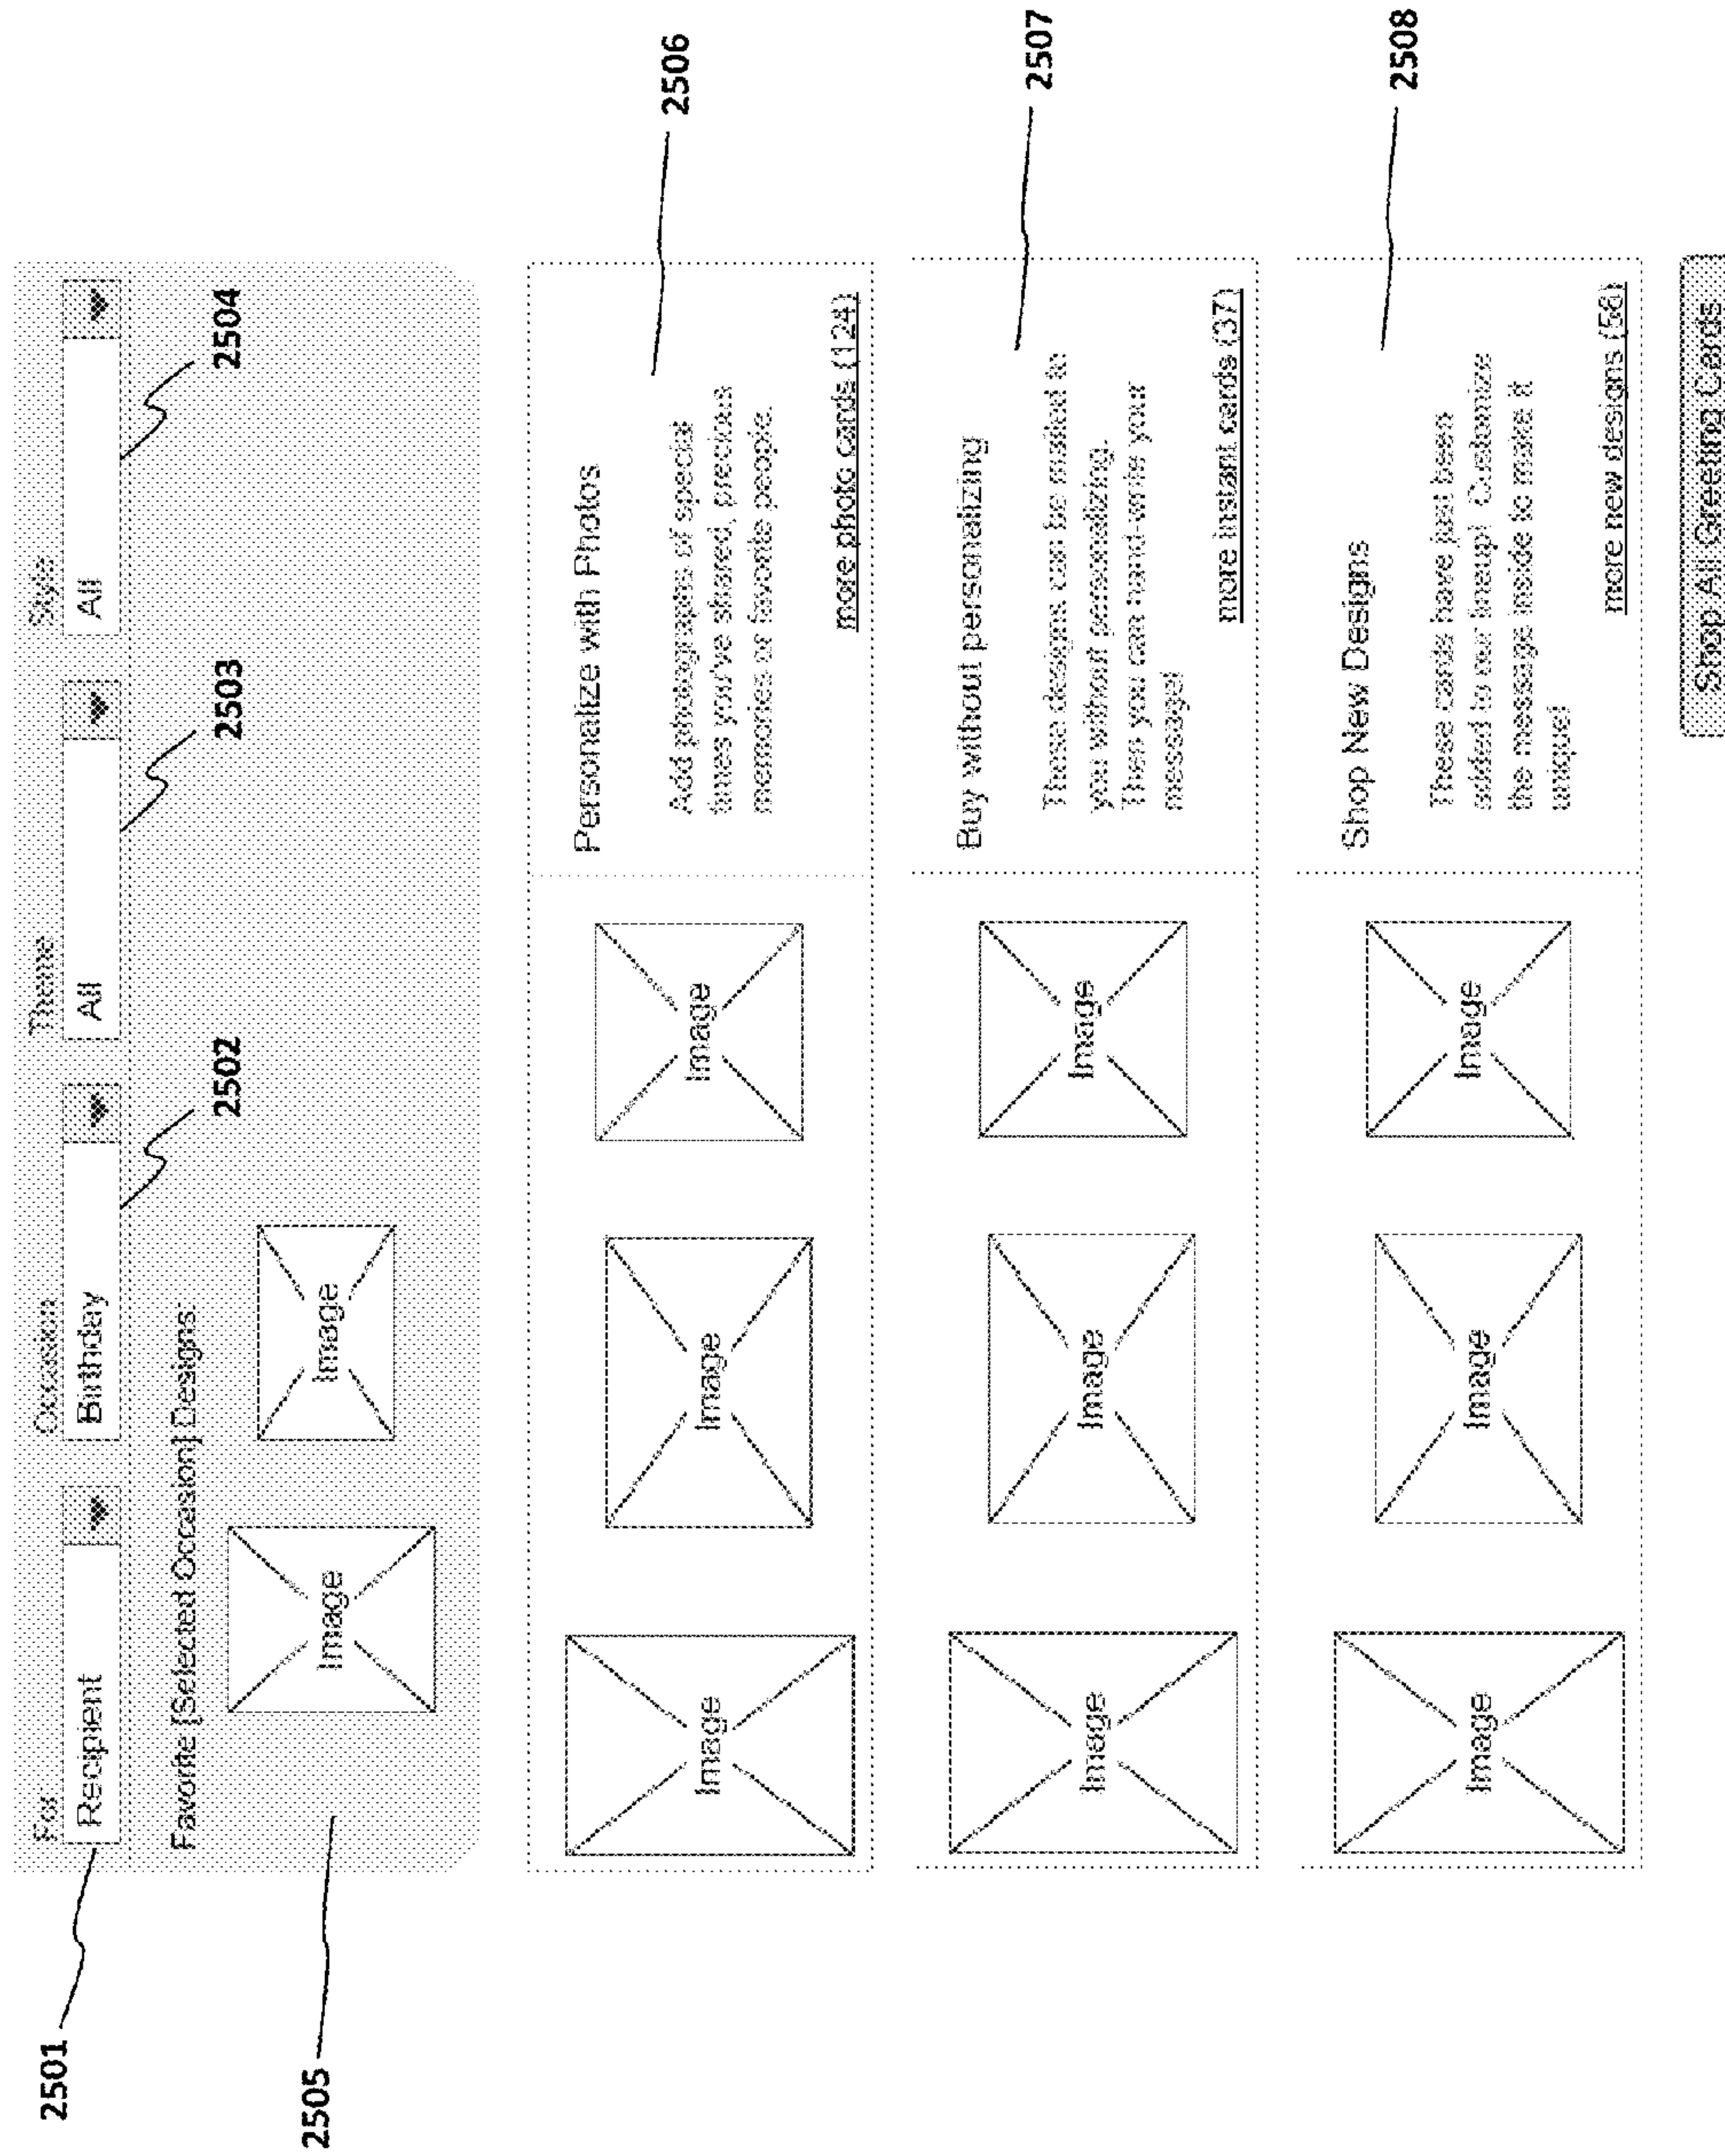 2501
For
Recipient
Occasion
Birthday
2502
Theme
All
2503
Style
All
2504
2505
Favorite [Selected Occasion] Designs
Image
Image
Image
Image
Image
Personalize with Photos
Add photographs of special
times you've shared, precious
memories or favorite people.
more photo cards (124)
2506
Image
Image
Image
Buy without personalizing
These designs can be mailed to
you without personalizing.
Then you can hand-write your
message!
more instant cards (37)
2507
Image
Image
Image
Shop New Designs
These cards have just been
added to our lineup! Customize
the message inside to make it
unique!
more new designs (56)
2508
Shop All Greeting Cards